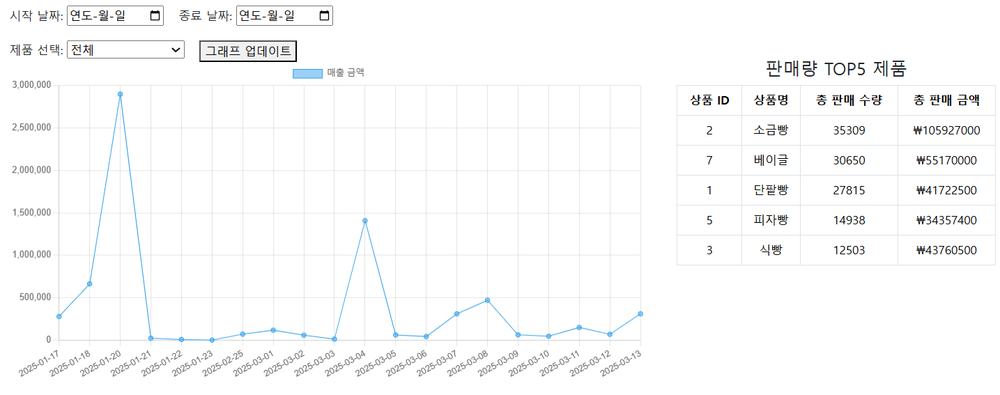 시작 날짜: 연도-월-일 종료 날짜: 연도-월-일
제품 선택: 전체 그래프 업데이트
매출 금액
3,000,000
2,500,000
2,000,000
1,500,000
1,000,000
500,000
0
2025-01-17
2025-01-18
2025-01-20
2025-01-21
2025-01-22
2025-01-23
2025-02-25
2025-03-01
2025-03-02
2025-03-03
2025-03-04
2025-03-05
2025-03-06
2025-03-07
2025-03-08
2025-03-09
2025-03-10
2025-03-11
2025-03-12
2025-03-13
판매량 TOP5 제품
상품 ID 상품명 총 판매 수량 총 판매 금액
2 소금빵 35309 ₩105927000
7 베이글 30650 ₩55170000
1 단팥빵 27815 ₩41722500
5 피자빵 14938 ₩34357400
3 식빵 12503 ₩43760500